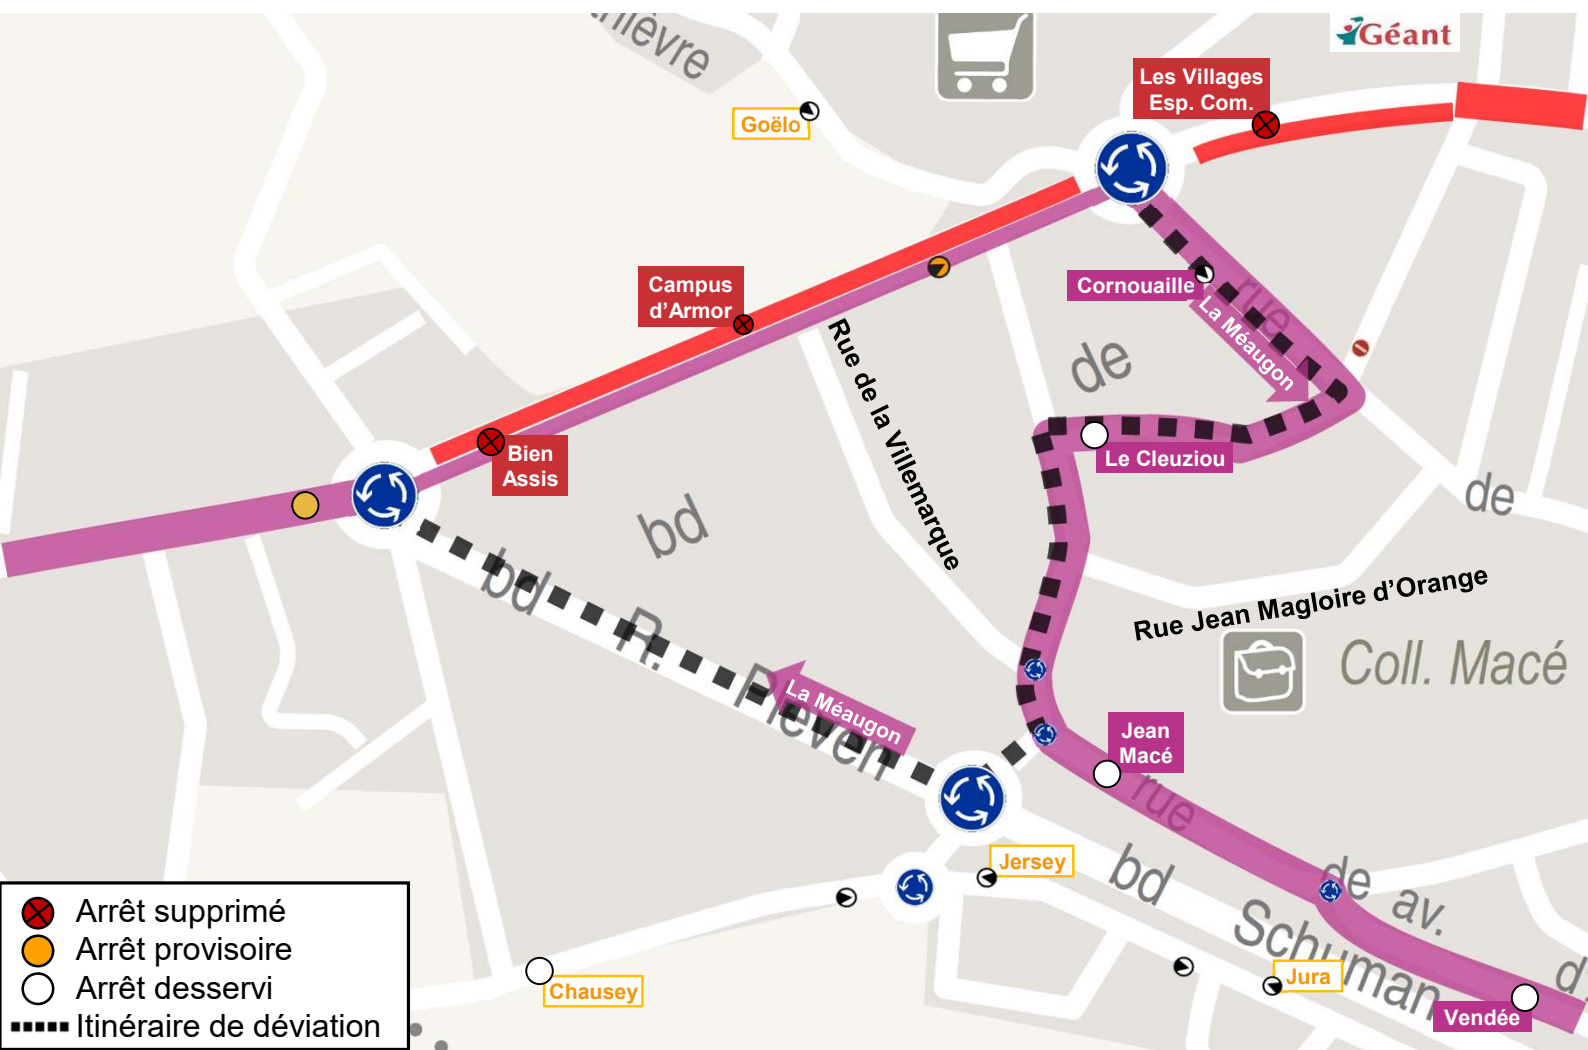 hièvre
Géant
Les Villages
Esp. Com.
Goëlo
Campus
d'Armor
Cornouaille
rue
La Méaugon
de
Rue de la Villemarque
Bien
Assis
Le Cleuziou
de
bd
bd
R.
Pleven
Rue Jean Magloire d'Orange
Coll. Macé
La Méaugon
Jean
Macé
rue
Jersey
bd
de
av.
Schuman
d'
Chausey
Jura
Vendée
Arrêt supprimé
Arrêt provisoire
Arrêt desservi
Itinéraire de déviation